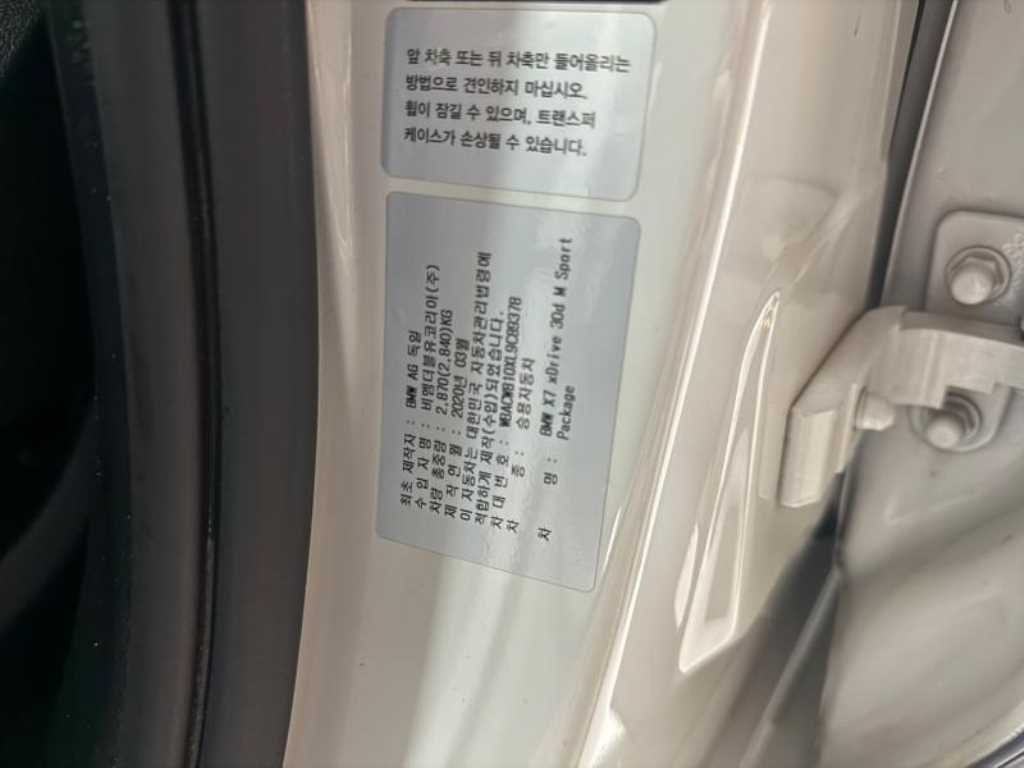 앞 차축 또는 뒤 차축만 들어올리는
방법으로 견인하지 마십시오.
휠이 잠길 수 있으며, 트랜스퍼
케이스가 손상될 수 있습니다.
최초 제작자 : BMW AG 독일
수 입 자 명 : 비엠더블유코리아(주)
차량 총중량 : 2,870(2,840)KG
제 작 연 월 : 2020년 03월
이 자동차는 대한민국 자동차관리법령에
적합하게 제작(수입)되었습니다.
차 대 번 호 : WBACW810XL9C89378
차 종 : 승용자동차
차 명 : BMW X7 xDrive 30d M Sport
Package